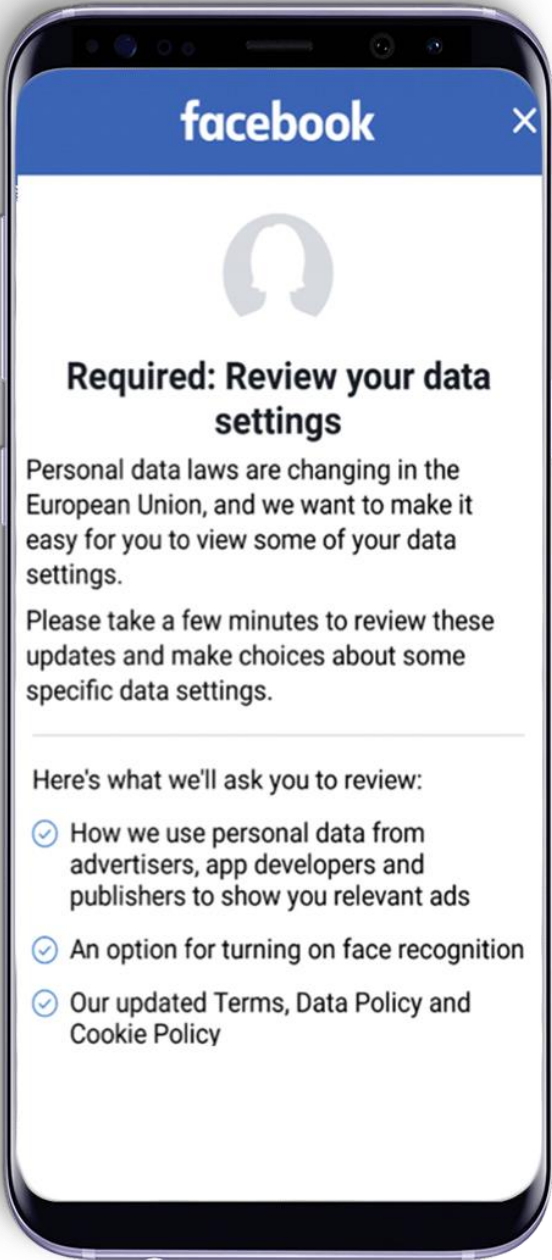 facebook
Required: Review your data
settings
Personal data laws are changing in the
European Union, and we want to make it
easy for you to view some of your data
settings.
Please take a few minutes to review these
updates and make choices about some
specific data settings.
Here's what we'll ask you to review:
How we use personal data from
advertisers, app developers and
publishers to show you relevant ads
An option for turning on face recognition
Our updated Terms, Data Policy and
Cookie Policy